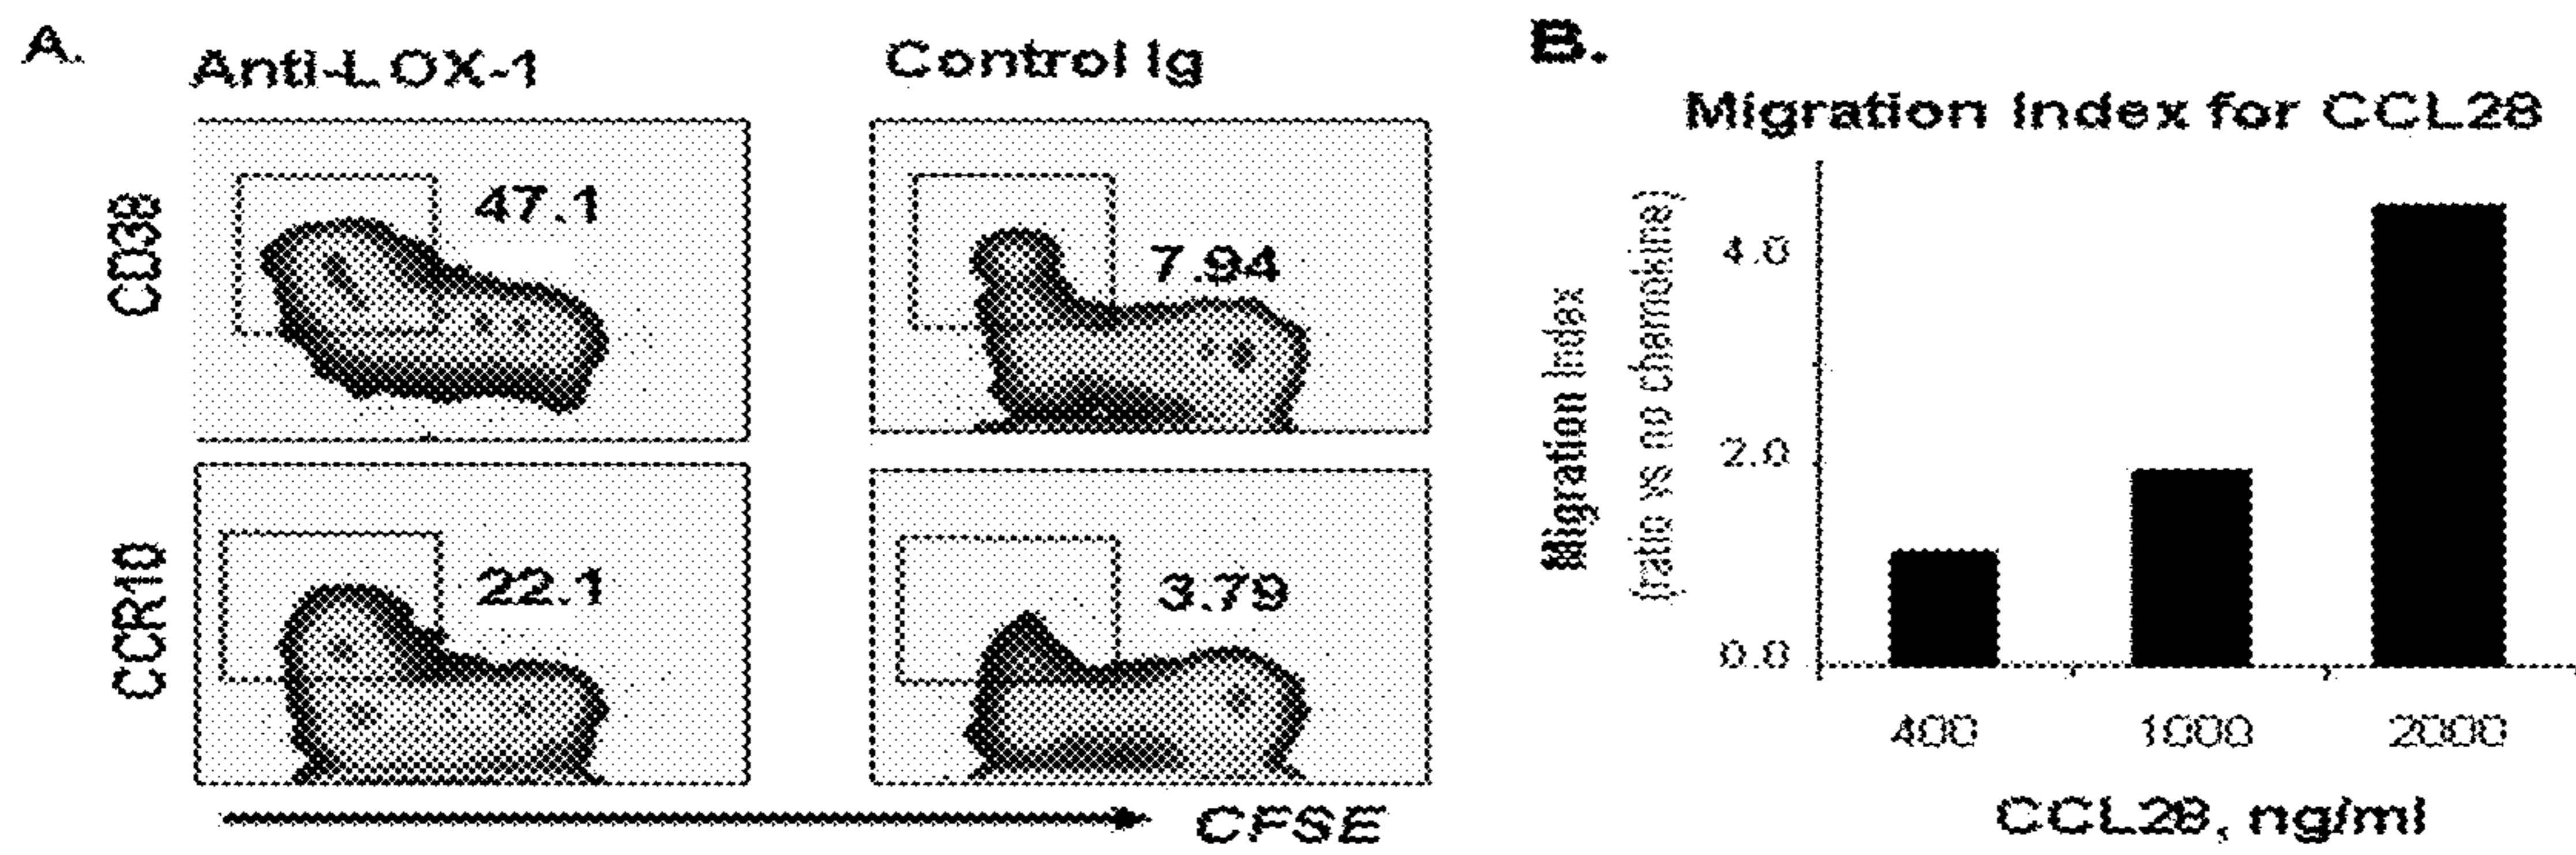 A.
Anti-LOX-1
Control Ig
CD38
47.1
7.94
CCR10
22.1
3.79
CFSE
B.
Migration Index for CCL28
Migration Index
(ratio vs no chemokine)
4.0
2.0
0.0
400
1000
2000
CCL28, ng/ml